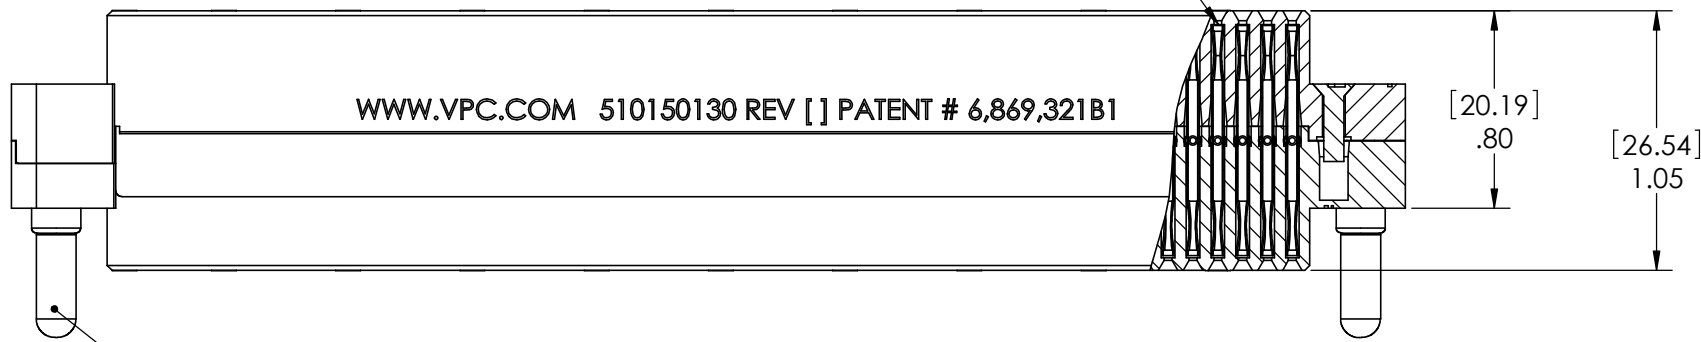 WWW.VPC.COM 510150130 REV [ ] PATENT # 6,869,321B1
[20.19]
.80
[26.54]
1.05